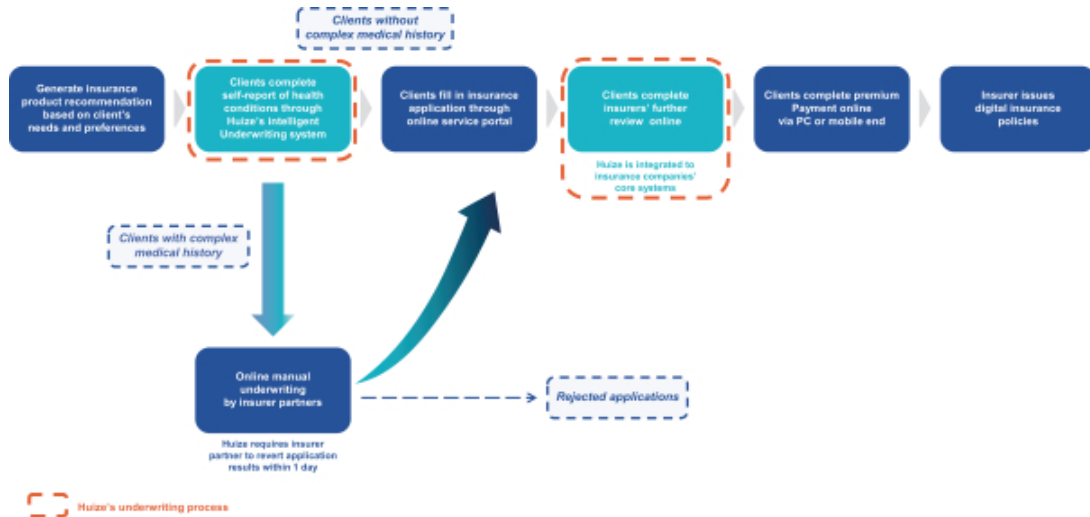 Clients without
complex medical history
Generate insurance
product recommendation
based on client's
needs and preferences
Clients complete
self-report of health
conditions through
Huize's Intelligent
Underwriting system
Clients fill in insurance
application through
online service portal
Clients complete
insurers' further
review online
Huize is integrated to
insurance companies'
core systems
Clients complete premium
Payment online
via PC or mobile end
Insurer issues
digital insurance
policies
Clients with complex
medical history
Online manual
underwriting
by insurer partners
Huize requires insurer
partner to revert application
results within 1 day
Rejected applications
Huize's underwriting process